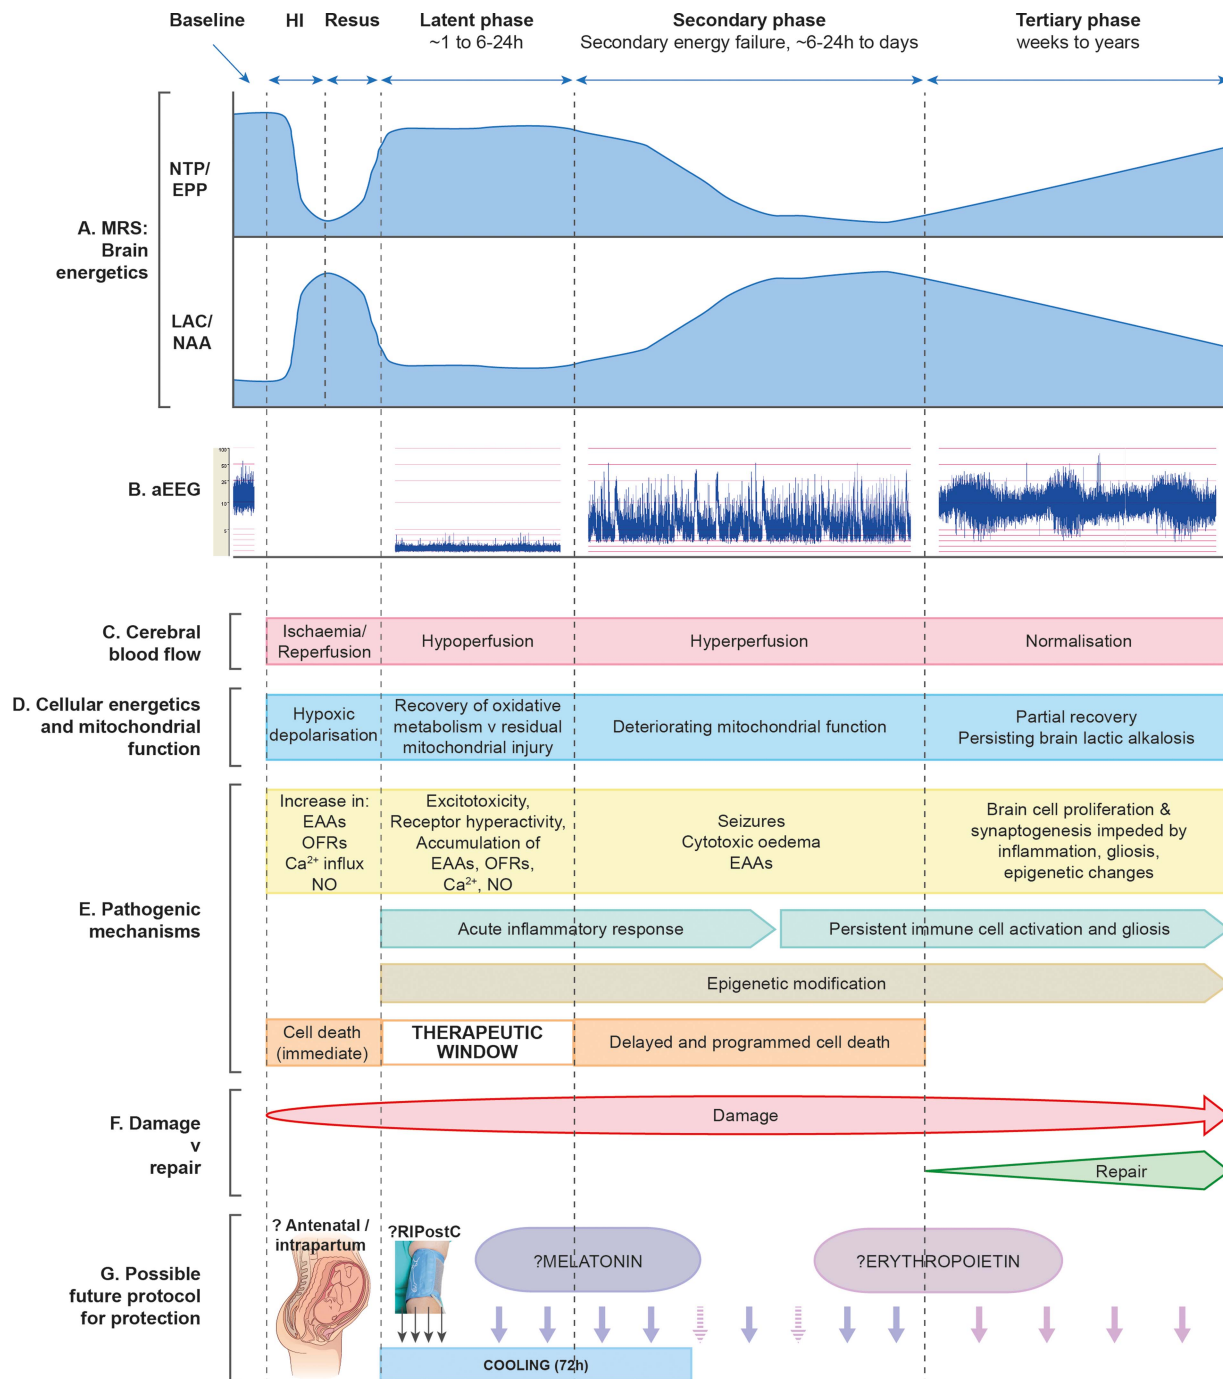 Baseline
HI
Resus
Latent phase
~1 to 6-24h
Secondary phase
Secondary energy failure, ~6-24h to days
Tertiary phase
weeks to years
A. MRS:
Brain
energetics
NTP/
EPP
LAC/
NAA
B. aEEG
100
50
25
10
5
C. Cerebral
blood flow
Ischaemia/
Reperfusion
Hypoperfusion
Hyperperfusion
Normalisation
D. Cellular energetics
and mitochondrial
function
Hypoxic
depolarisation
Recovery of oxidative
metabolism v residual
mitochondrial injury
Deteriorating mitochondrial function
Partial recovery
Persisting brain lactic alkalosis
E. Pathogenic
mechanisms
Increase in:
EAAs
OFRs
Ca²⁺ influx
NO
Excitotoxicity,
Receptor hyperactivity,
Accumulation of
EAAs, OFRs,
Ca²⁺, NO
Seizures
Cytotoxic oedema
EAAs
Brain cell proliferation &
synaptogenesis impeded by
inflammation, gliosis,
epigenetic changes
Acute inflammatory response
Persistent immune cell activation and gliosis
Epigenetic modification
Cell death
(immediate)
THERAPEUTIC
WINDOW
Delayed and programmed cell death
F. Damage
v
repair
Damage
Repair
G. Possible
future protocol
for protection
? Antenatal /
intrapartum
?RIPostC
?MELATONIN
?ERYTHROPOIETIN
COOLING (72h)